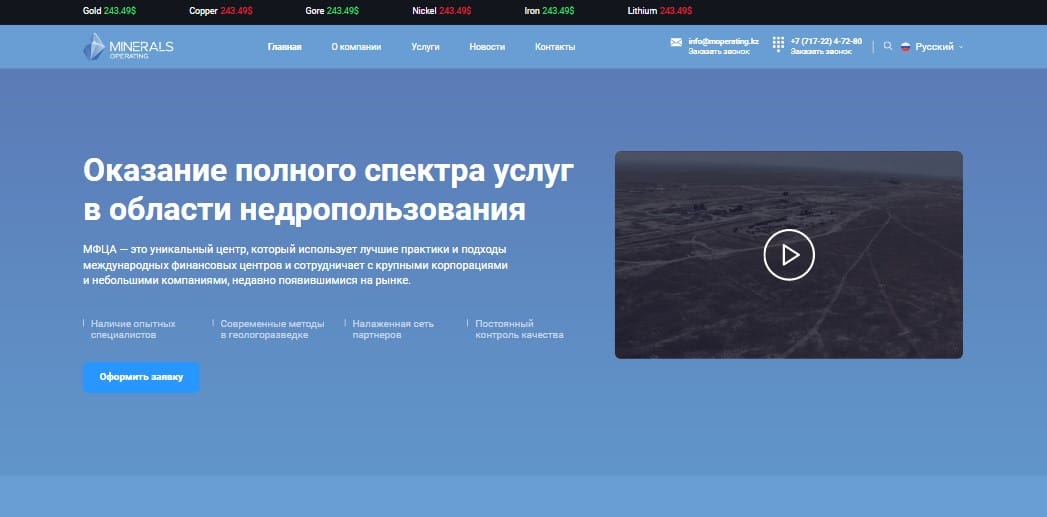 Gold 243.49$ Copper 243.49$ Gore 243.49$ Nickel 243.49$ Iron 243.49$ Lithium 243.49$
MINERALS
OPERATING
Главная О компании Услуги Новости Контакты
info@moperating.kz
Заказать звонок
+7 (717-22) 4-72-80
Заказать звонок
Русский
Оказание полного спектра услуг
в области недропользования
МФЦА — это уникальный центр, который использует лучшие практики и подходы
международных финансовых центров и сотрудничает с крупными корпорациями
и небольшими компаниями, недавно появившимися на рынке.
Наличие опытных
специалистов
Современные методы
в геологоразведке
Налаженная сеть
партнеров
Постоянный
контроль качества
Оформить заявку